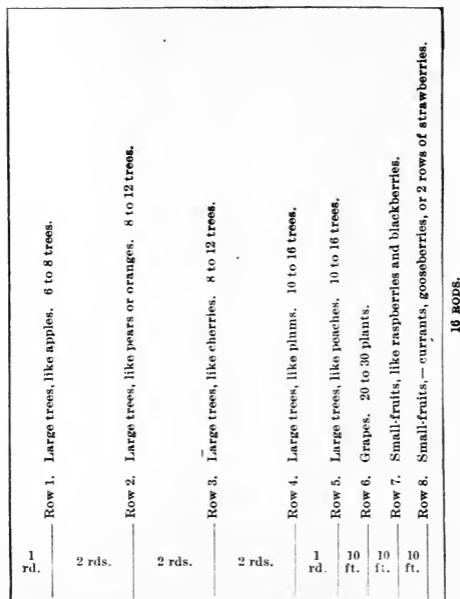 Row 1. Large trees, like apples. 6 to 8 trees.
Row 2. Large trees, like pears or oranges. 8 to 12 trees.
Row 3. Large trees, like cherries. 8 to 12 trees.
Row 4. Large trees, like plums. 10 to 16 trees.
Row 5. Large trees, like peaches. 10 to 16 trees.
Row 6. Grapes. 20 to 30 plants.
Row 7. Small-fruits, like raspberries and blackberries.
Row 8. Small-fruits,—currants, gooseberries, or 2 rows of strawberries.
16 RODS.
1 rd.
2 rds.
2 rds.
2 rds.
1 rd.
10 ft.
10 ft.
10 ft.